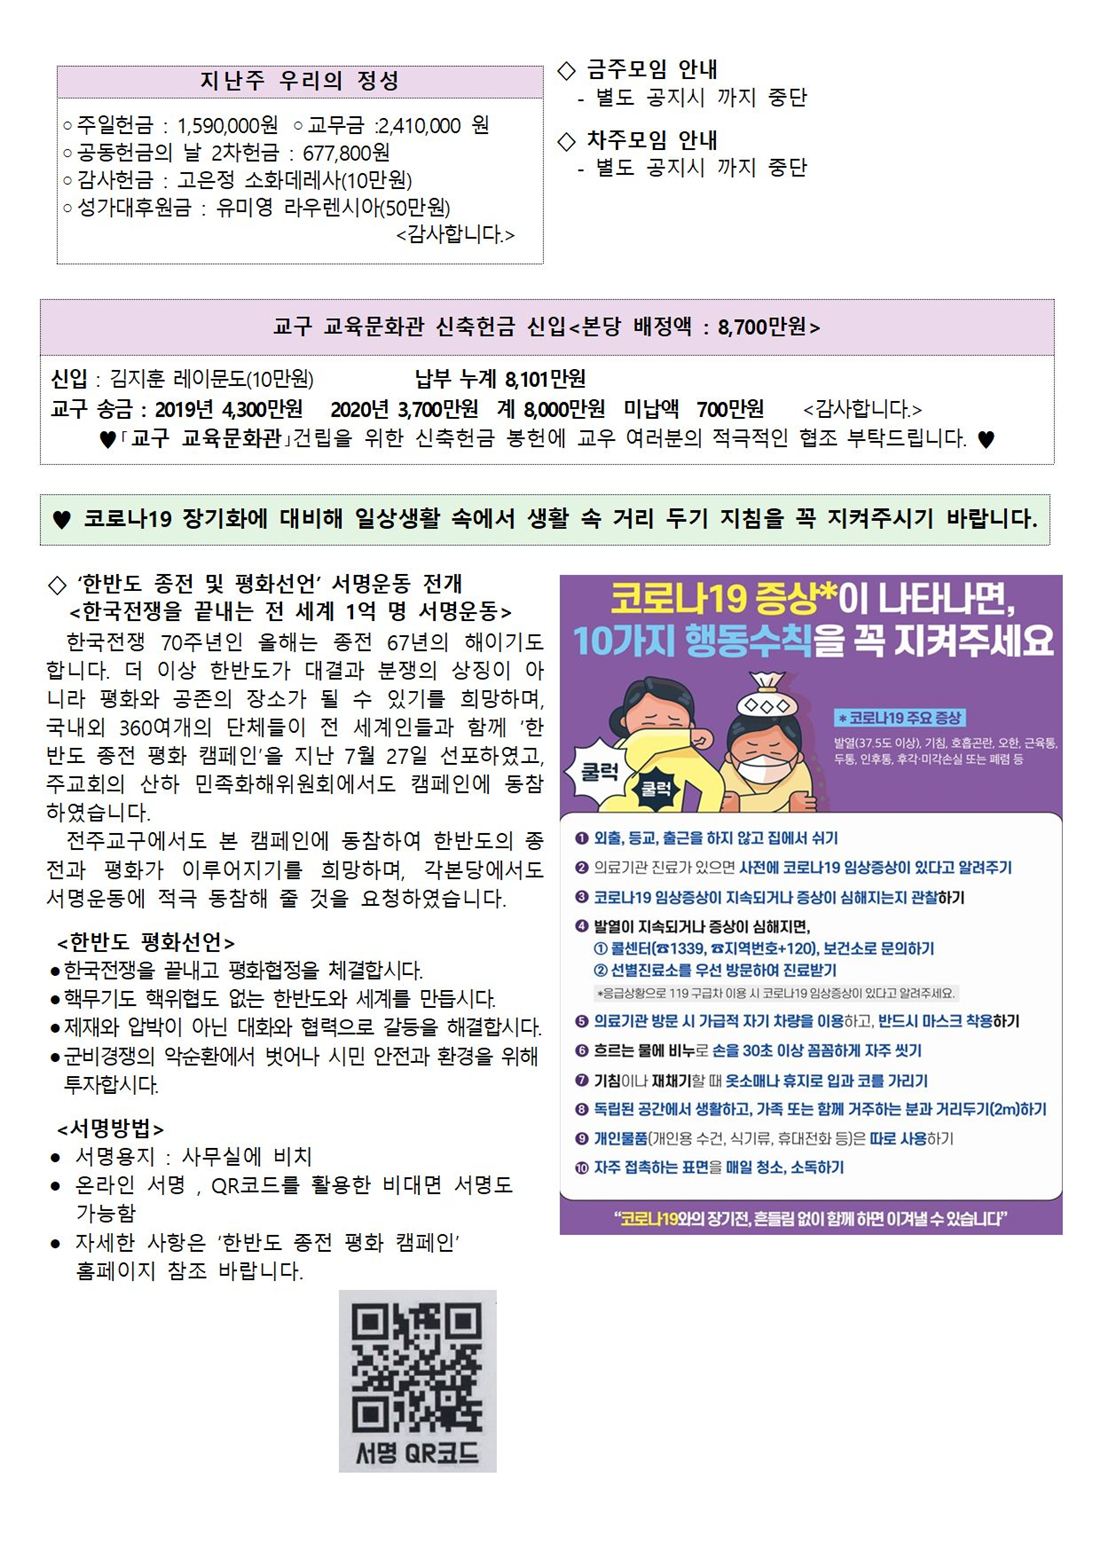 지난주 우리의 정성
○ 주일헌금 : 1,590,000원 ○ 교무금 :2,410,000 원
○ 공동헌금의 날 2차헌금 : 677,800원
○ 감사헌금 : 고은정 소화데레사(10만원)
○ 성가대후원금 : 유미영 라우렌시아(50만원)
<감사합니다.>
◇ 금주모임 안내
- 별도 공지시 까지 중단
◇ 차주모임 안내
- 별도 공지시 까지 중단
교구 교육문화관 신축헌금 신입<본당 배정액 : 8,700만원>
신입 : 김지훈 레이문도(10만원) 납부 누계 8,101만원
교구 송금 : 2019년 4,300만원 2020년 3,700만원 계 8,000만원 미납액 700만원 <감사합니다.>
♥「교구 교육문화관」건립을 위한 신축헌금 봉헌에 교우 여러분의 적극적인 협조 부탁드립니다. ♥
♥ 코로나19 장기화에 대비해 일상생활 속에서 생활 속 거리 두기 지침을 꼭 지켜주시기 바랍니다.
◇ ‘한반도 종전 및 평화선언’ 서명운동 전개
<한국전쟁을 끝내는 전 세계 1억 명 서명운동>
한국전쟁 70주년인 올해는 종전 67년의 해이기도
합니다. 더 이상 한반도가 대결과 분쟁의 상징이 아
니라 평화와 공존의 장소가 될 수 있기를 희망하며,
국내외 360여개의 단체들이 전 세계인들과 함께 ‘한
반도 종전 평화 캠페인’을 지난 7월 27일 선포하였고,
주교회의 산하 민족화해위원회에서도 캠페인에 동참
하였습니다.
전주교구에서도 본 캠페인에 동참하여 한반도의 종
전과 평화가 이루어지기를 희망하며, 각본당에서도
서명운동에 적극 동참해 줄 것을 요청하였습니다.
<한반도 평화선언>
●한국전쟁을 끝내고 평화협정을 체결합시다.
●핵무기도 핵위협도 없는 한반도와 세계를 만듭시다.
●제재와 압박이 아닌 대화와 협력으로 갈등을 해결합시다.
●군비경쟁의 악순환에서 벗어나 시민 안전과 환경을 위해
투자합시다.
<서명방법>
● 서명용지 : 사무실에 비치
● 온라인 서명 , QR코드를 활용한 비대면 서명도
가능함
● 자세한 사항은 ‘한반도 종전 평화 캠페인’
홈페이지 참조 바랍니다.
서명 QR코드
코로나19 증상*이 나타나면,
10가지 행동수칙을 꼭 지켜주세요
쿨럭
쿨럭
* 코로나19 주요 증상
발열(37.5도 이상), 기침, 호흡곤란, 오한, 근육통,
두통, 인후통, 후각·미각손실 또는 폐렴 등
❶ 외출, 등교, 출근을 하지 않고 집에서 쉬기
❷ 의료기관 진료가 있으면 사전에 코로나19 임상증상이 있다고 알려주기
❸ 코로나19 임상증상이 지속되거나 증상이 심해지는지 관찰하기
❹ 발열이 지속되거나 증상이 심해지면,
① 콜센터(☎1339, ☎지역번호+120), 보건소로 문의하기
② 선별진료소를 우선 방문하여 진료받기
*응급상황으로 119 구급차 이용 시 코로나19 임상증상이 있다고 알려주세요.
❺ 의료기관 방문 시 가급적 자기 차량을 이용하고, 반드시 마스크 착용하기
❻ 흐르는 물에 비누로 손을 30초 이상 꼼꼼하게 자주 씻기
❼ 기침이나 재채기할 때 옷소매나 휴지로 입과 코를 가리기
❽ 독립된 공간에서 생활하고, 가족 또는 함께 거주하는 분과 거리두기(2m)하기
❾ 개인물품(개인용 수건, 식기류, 휴대전화 등)은 따로 사용하기
❿ 자주 접촉하는 표면을 매일 청소, 소독하기
“코로나19와의 장기전, 흔들림 없이 함께 하면 이겨낼 수 있습니다”